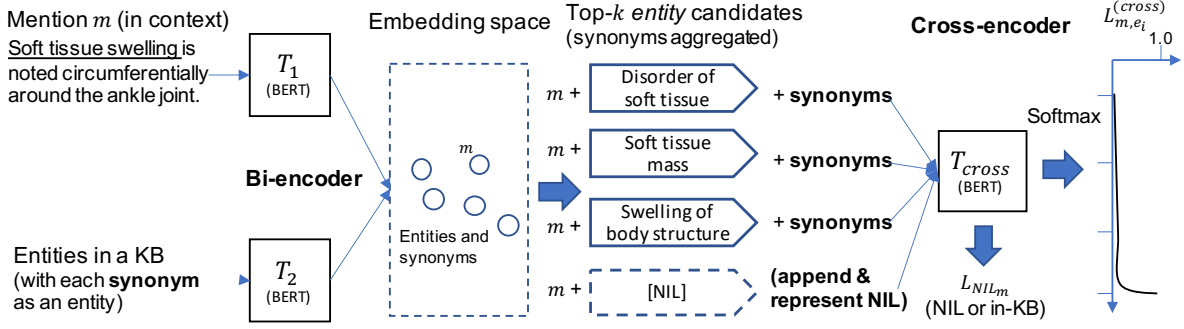 Mention m (in context)
Soft tissue swelling is
noted circumferentially
around the ankle joint.
T1
(BERT)
Bi-encoder
Entities in a KB
(with each synonym
as an entity)
T2
(BERT)
Embedding space
m
Entities and
synonyms
Top-k entity candidates
(synonyms aggregated)
m + Disorder of
soft tissue
+ synonyms
m + Soft tissue
mass
+ synonyms
m + Swelling of
body structure
+ synonyms
m + [NIL]
(append &
represent NIL)
Cross-encoder
Tcross
(BERT)
L_NILm
(NIL or in-KB)
Softmax
L(cross)
m,ei
1.0